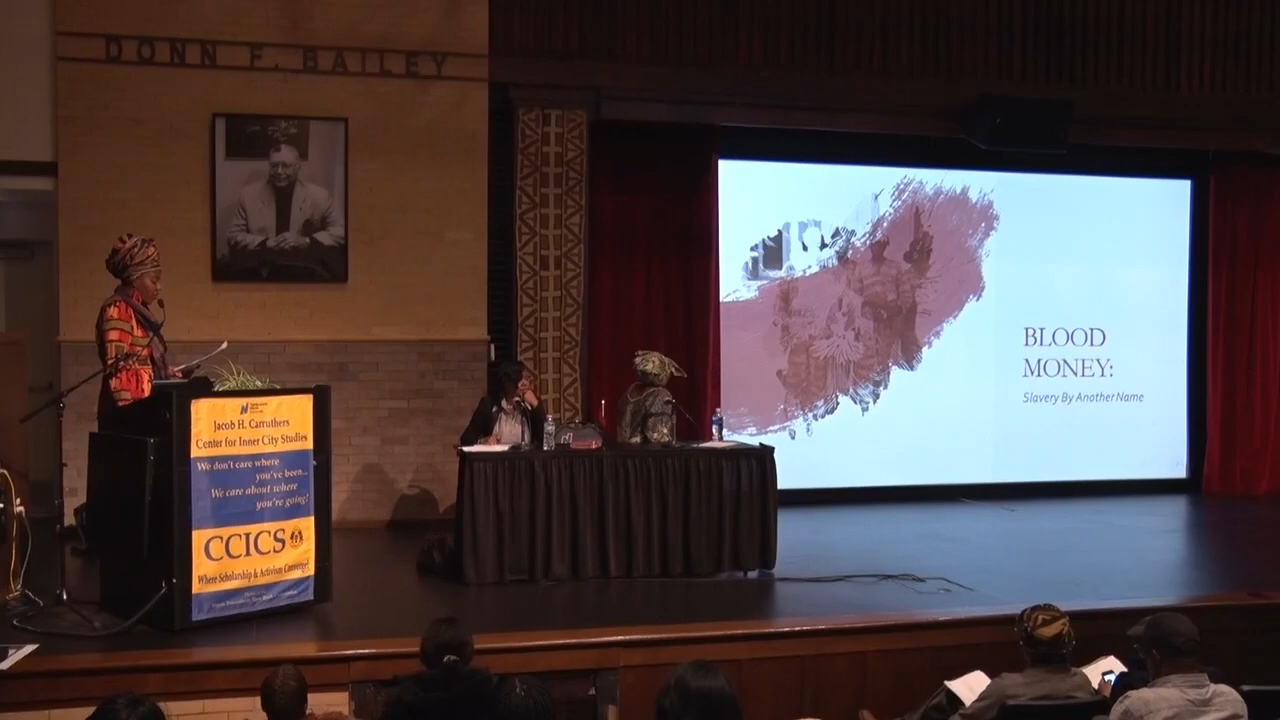 DONN F. BAILEY
BLOOD
MONEY:
Slavery By Another Name
Jacob H. Carruthers
Center for Inner City Studies
We don't care where
you've been...
We care about where
you're going!
CCICS
Where Scholarship & Activism Converge!